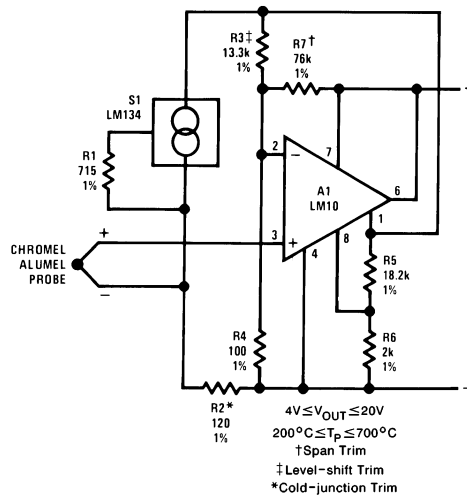 R3‡
13.3k
1%
R7†
76k
1%
S1
LM134
R1
715
1%
2
−
7
A1
LM10
6
1
+
3
+
4
8
CHROMEL
ALUMEL
PROBE
−
R5
18.2k
1%
R4
100
1%
R6
2k
1%
R2*
120
1%
−
4V≤VOUT≤20V
200°C≤TP≤700°C
†Span Trim
‡Level-shift Trim
*Cold-junction Trim